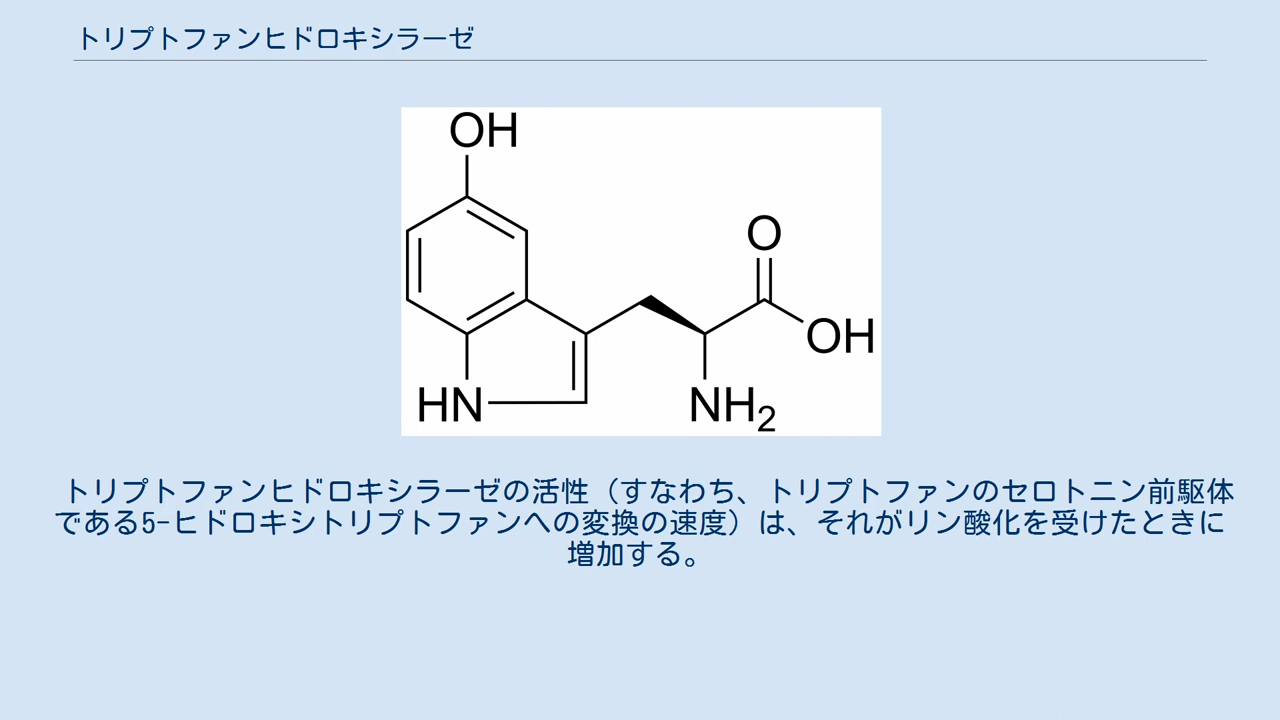 トリプトファンヒドロキシラーゼ
OH
O
OH
HN
NH2
トリプトファンヒドロキシラーゼの活性（すなわち、トリプトファンのセロトニン前駆体
である5-ヒドロキシトリプトファンへの変換の速度）は、それがリン酸化を受けたときに
増加する。